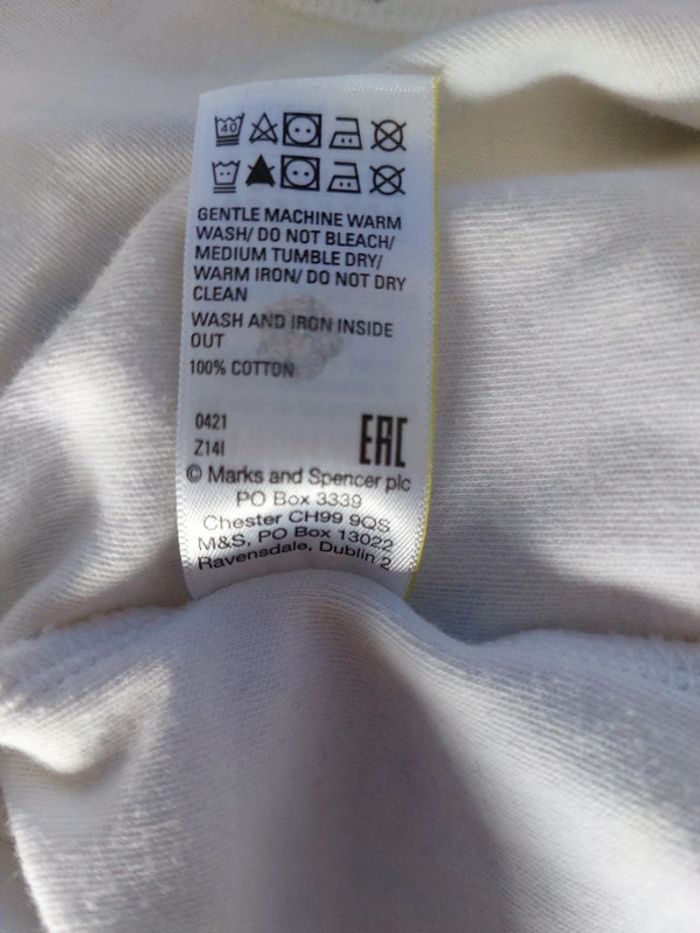 40
GENTLE MACHINE WARM
WASH/ DO NOT BLEACH/
MEDIUM TUMBLE DRY/
WARM IRON/ DO NOT DRY
CLEAN
WASH AND IRON INSIDE
OUT
100% COTTON
0421
Z14I
EAC
© Marks and Spencer plc
PO Box 3339
Chester CH99 9QS
M&S, PO Box 13022
Ravensdale, Dublin 2